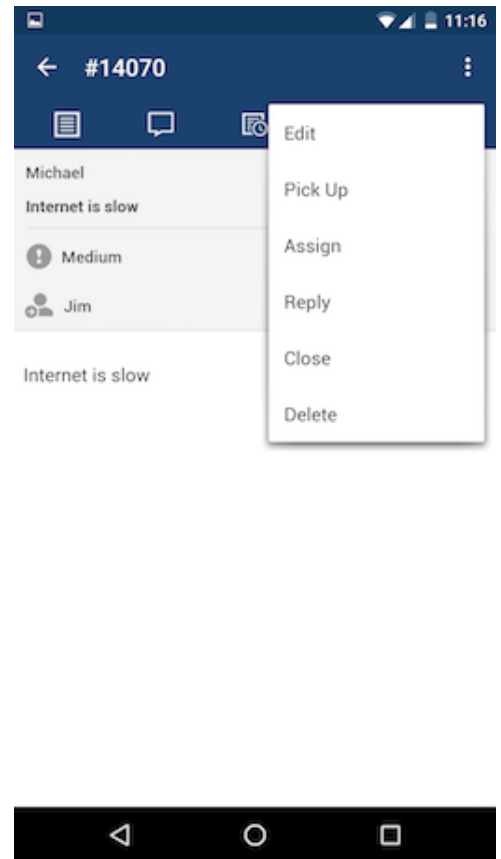 11:16
#14070
Michael
Internet is slow
Medium
Jim
Internet is slow
Edit
Pick Up
Assign
Reply
Close
Delete